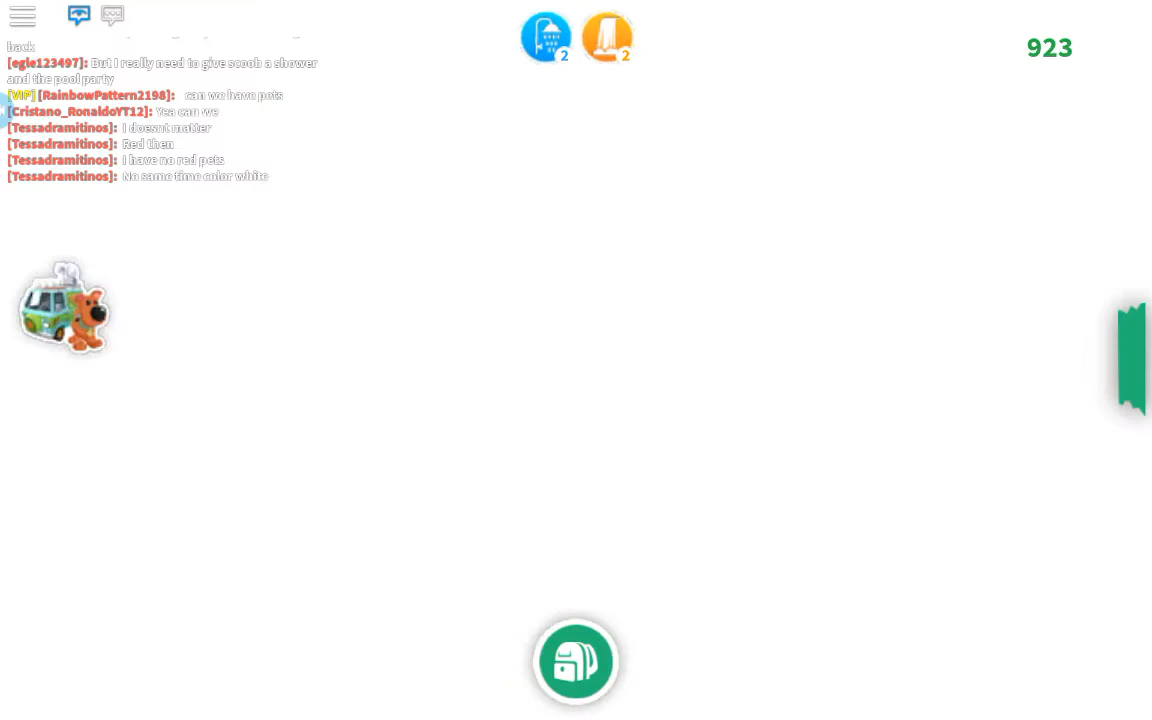 back
[egle123497]: But I really need to give scoob a shower
and the pool party
[VIP] [RainbowPattern2198]: can we have pets
[Cristano_RonaldoYT12]: Yea can we
[Tessadramitinos]: I doesnt matter
[Tessadramitinos]: Red then
[Tessadramitinos]: I have no red pets
[Tessadramitinos]: No same time color white
2
2
923